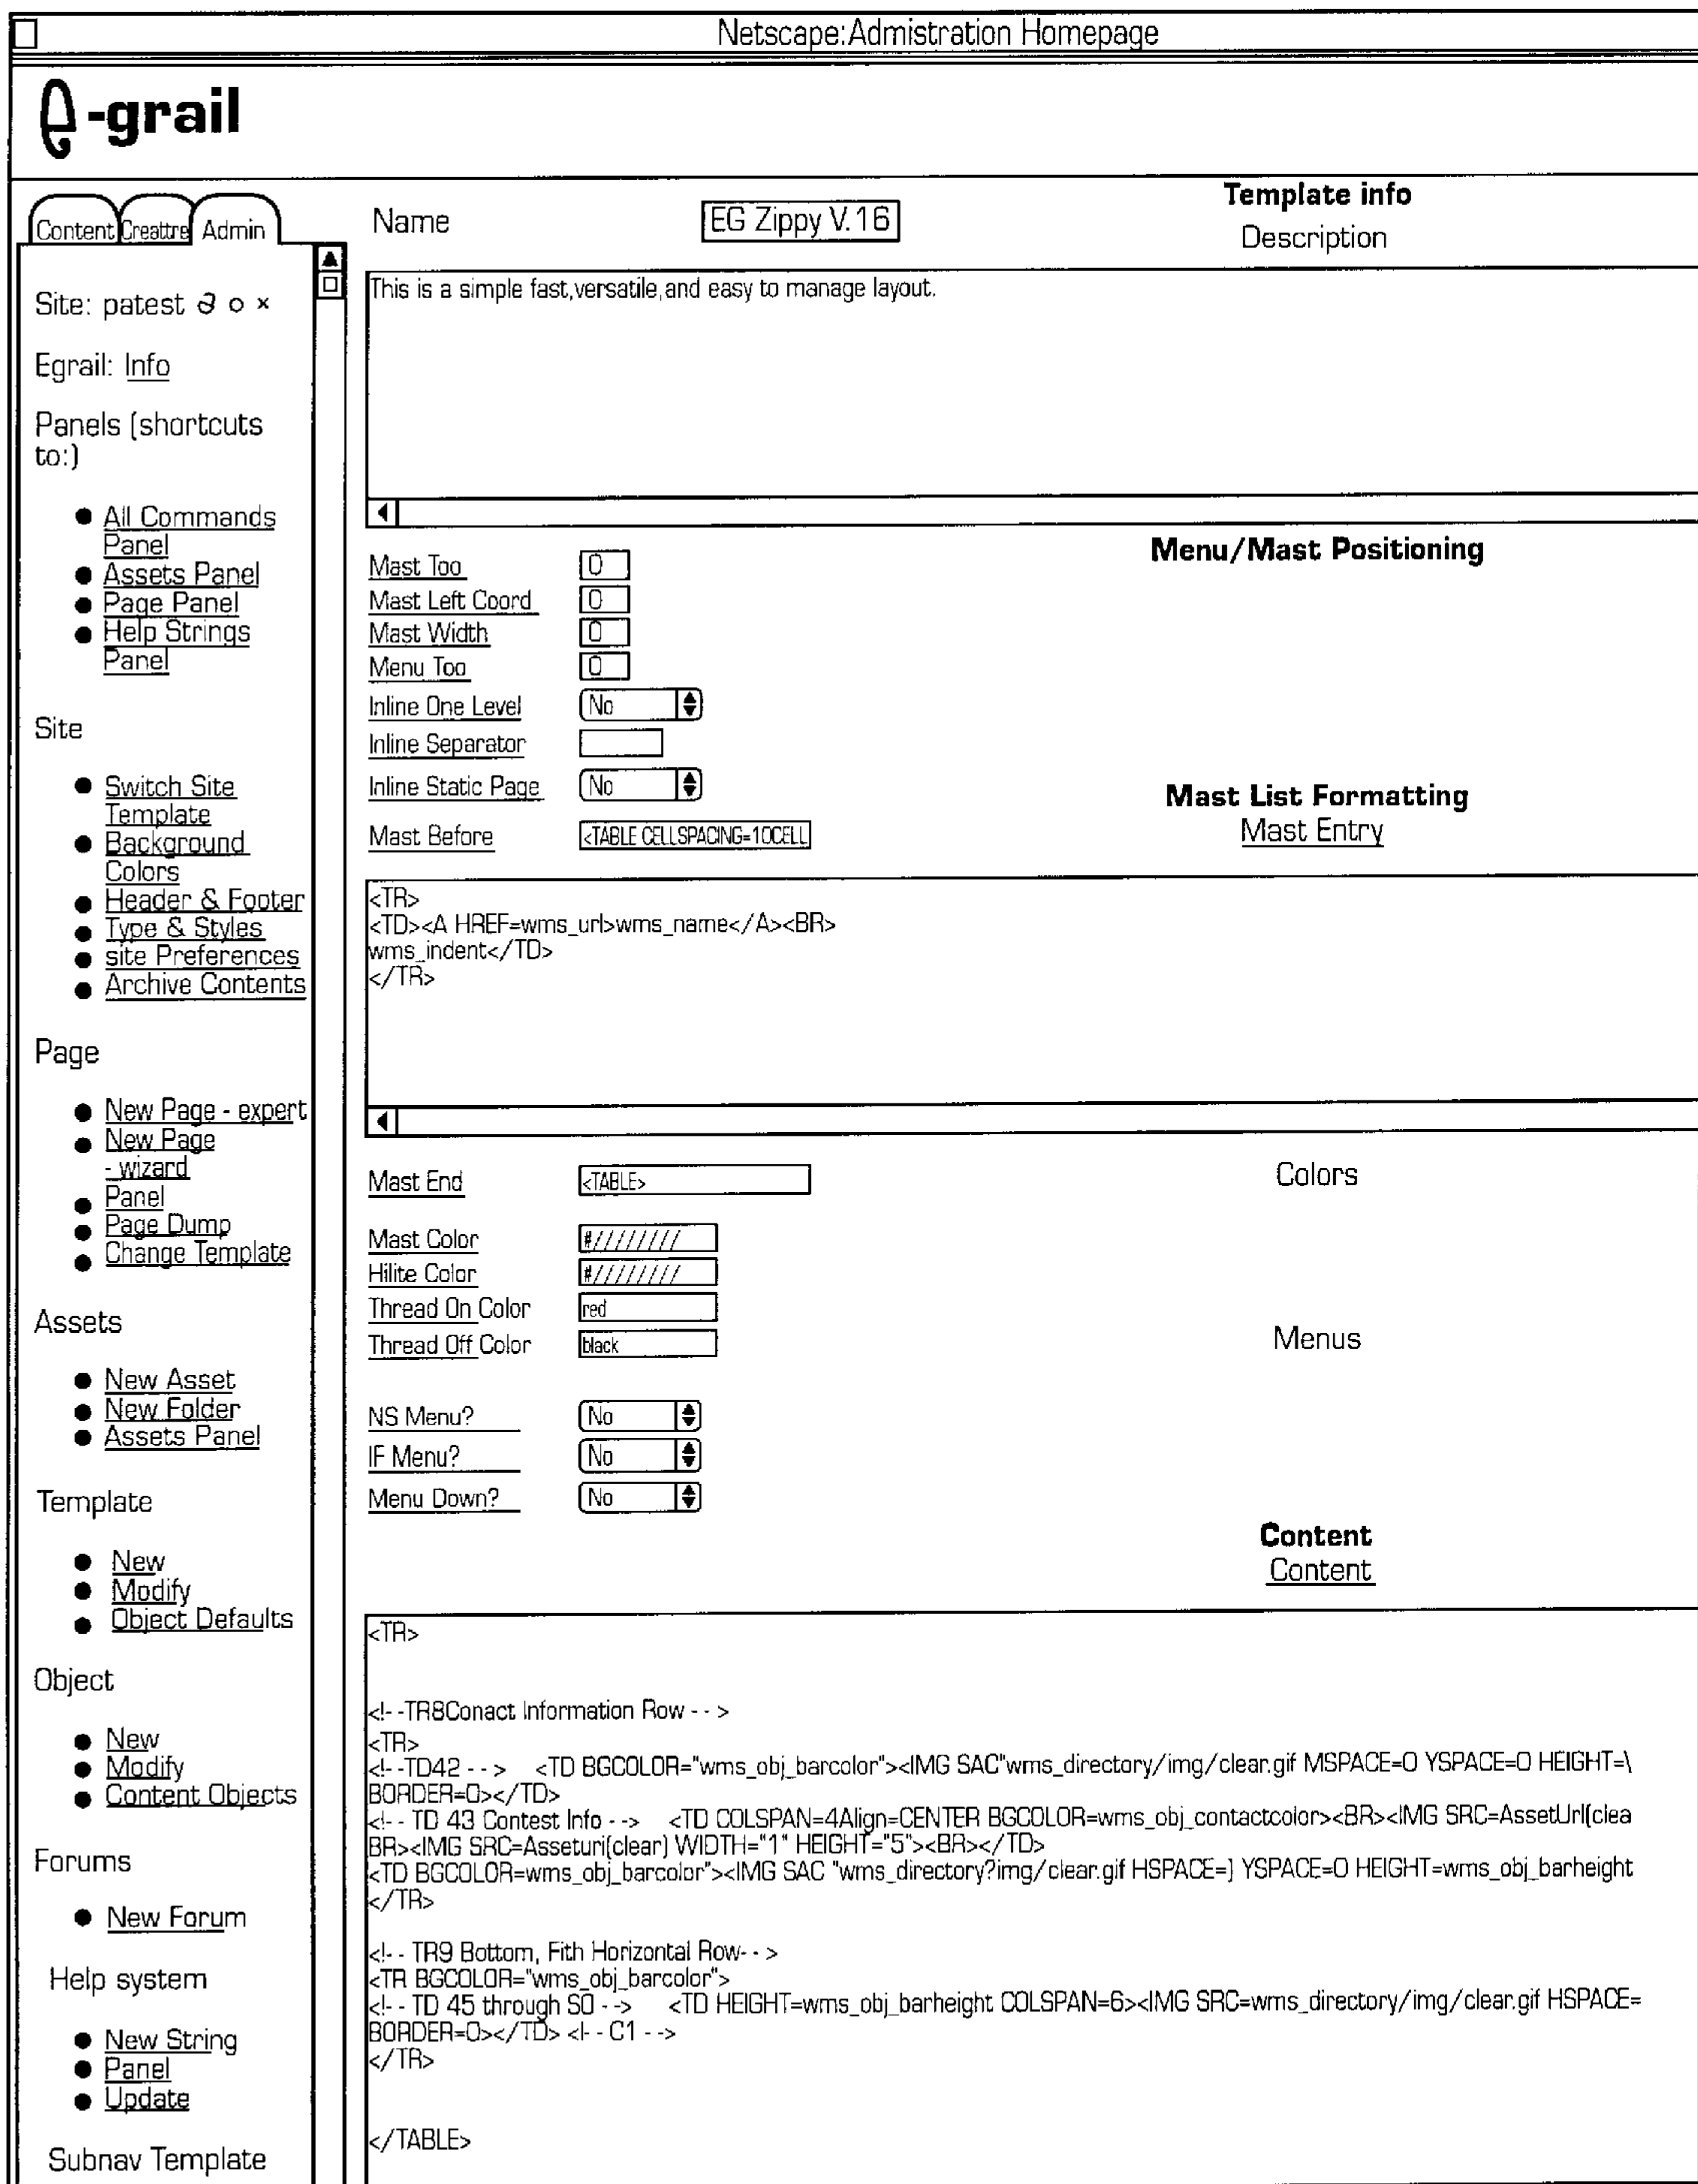 Netscape:Admistration Homepage
e-grail
Content Creattre Admin
Site: patest
Egrail: Info
Panels (shortcuts
to:)
All Commands
Panel
Assets Panel
Page Panel
Help Strings
Panel
Site
Switch Site
Template
Background
Colors
Header & Footer
Type & Styles
site Preferences
Archive Contents
Page
New Page - expert
New Page
- wizard
Panel
Page Dump
Change Template
Assets
New Asset
New Folder
Assets Panel
Template
New
Modify
Object Defaults
Object
New
Modify
Content Objects
Forums
New Forum
Help system
New String
Panel
Update
Subnav Template
Template info
Name EG Zippy V.16
Description
This is a simple fast,versatile,and easy to manage layout.
Menu/Mast Positioning
Mast Too 0
Mast Left Coord 0
Mast Width 0
Menu Too 0
Inline One Level No
Inline Separator
Inline Static Page No
Mast List Formatting
Mast Before <TABLE CELLSPACING=10CELL
Mast Entry
<TR>
<TD><A HREF=wms_url>wms_name</A><BR>
wms_indent</TD>
</TR>
Mast End <TABLE>
Colors
Mast Color #////////
Hilite Color #////////
Thread On Color red
Thread Off Color black
Menus
NS Menu? No
IF Menu? No
Menu Down? No
Content
Content
<TR>
<!--TR8Conact Information Row -->
<TR>
<!--TD42 --> <TD BGCOLOR="wms_obj_barcolor"><IMG SAC"wms_directory/img/clear.gif MSPACE=0 YSPACE=0 HEIGHT=\
BORDER=0></TD>
<!-- TD 43 Contest Info --> <TD COLSPAN=4Align=CENTER BGCOLOR=wms_obj_contactcolor><BR><IMG SRC=AssetUrl(clea
BR><IMG SRC=Asseturi(clear) WIDTH="1" HEIGHT="5"><BR></TD>
<TD BGCOLOR=wms_obj_barcolor"><IMG SAC "wms_directory?img/clear.gif HSPACE=) YSPACE=0 HEIGHT=wms_obj_barheight
</TR>
<!-- TR9 Bottom, Fith Horizontal Row-->
<TR BGCOLOR="wms_obj_barcolor">
<!-- TD 45 through SO --> <TD HEIGHT=wms_obj_barheight COLSPAN=6><IMG SRC=wms_directory/img/clear.gif HSPACE=
BORDER=0></TD> <!-- C1 -->
</TR>
</TABLE>